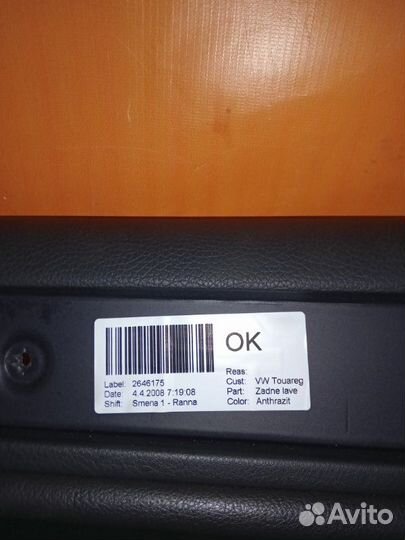 OK
Label: 2646175
Date: 4.4.2008 7:19:08
Shift: Smena 1 - Ranna
Reas:
Cust: VW Touareg
Part: Zadne lave
Color: Anthrazit
Avito